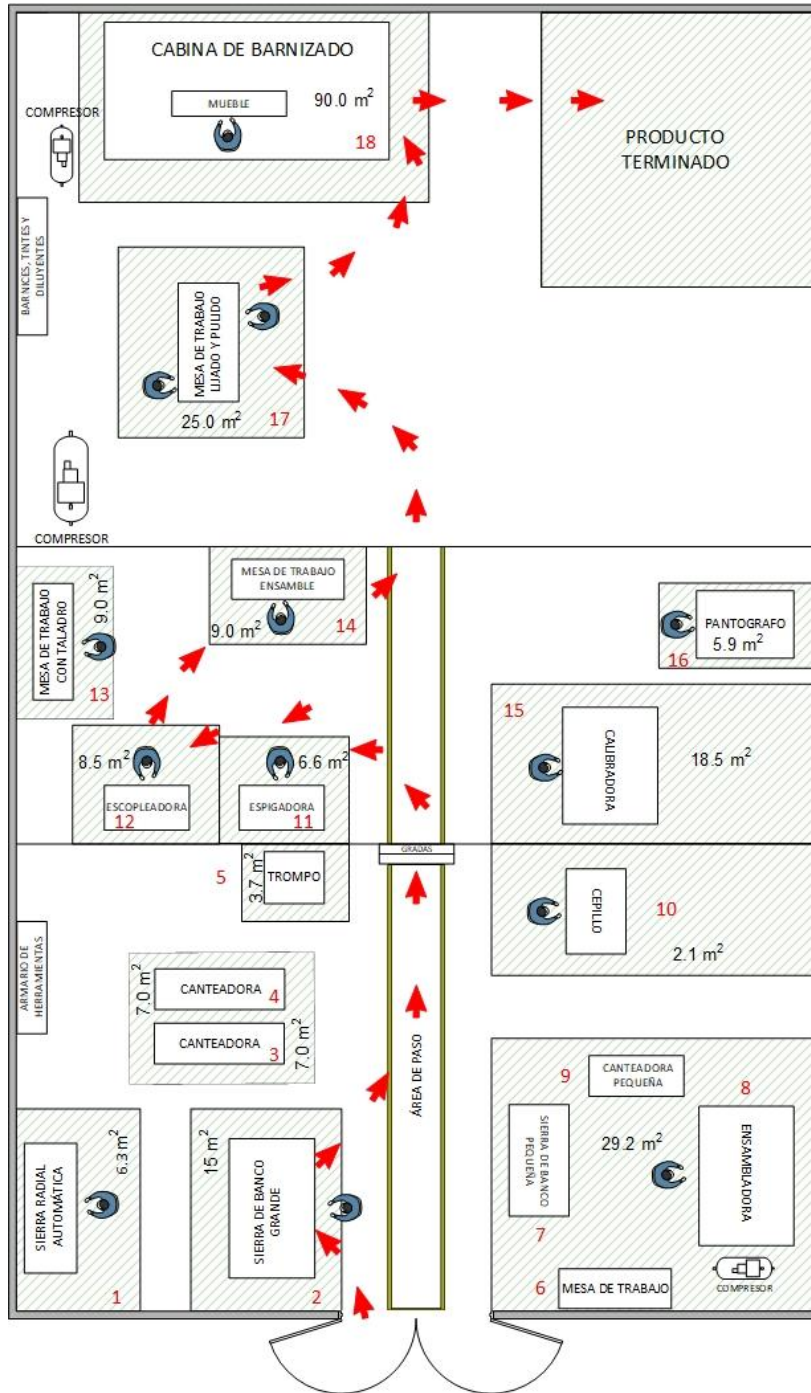 CABINA DE BARNIZADO
MUEBLE
90.0 m²
18
COMPRESOR
PRODUCTO
TERMINADO
BARNICES, TINTES Y
DILUYENTES
MESA DE TRABAJO
LIJADO Y PULIDO
25.0 m²
17
COMPRESOR
MESA DE TRABAJO
CON TALADRO
9.0 m²
13
MESA DE TRABAJO
ENSAMBLE
9.0 m²
14
PANTOGRAFO
5.9 m²
16
15
CALIBRADORA
18.5 m²
8.5 m²
ESCOPLEADORA
12
6.6 m²
ESPIGADORA
11
GRADAS
5
3.7 m²
TROMPO
CEPILLO
10
2.1 m²
ARMARIO DE
HERRAMIENTAS
7.0 m²
CANTEADORA
4
CANTEADORA
3
7.0 m²
ÁREA DE PASO
9
CANTEADORA
PEQUEÑA
8
SIERRA DE BANCO
PEQUEÑA
7
29.2 m²
ENSAMBLADORA
SIERRA RADIAL
AUTOMÁTICA
6.3 m²
1
15 m²
SIERRA DE BANCO
GRANDE
2
6
MESA DE TRABAJO
COMPRESOR